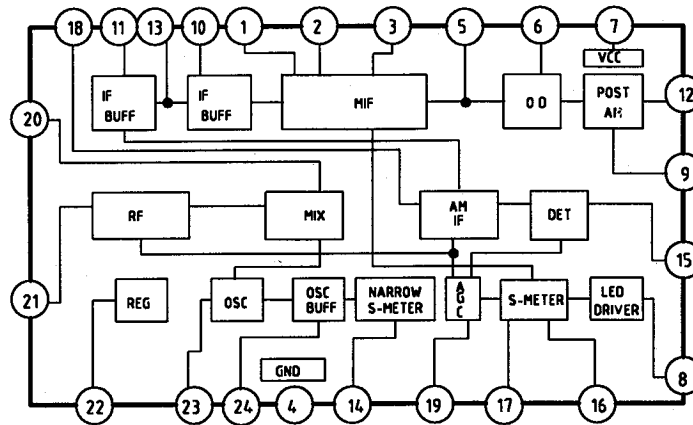 18 11 13 10 1 2 3 5 6 7
VCC
IF
BUFF
IF
BUFF
MIF
POST
12
20
9
RF
MIX
AM
IF
DET
15
21
REG
OSC
OSC
BUFF
NARROW
S-METER
A
G
C
S-METER
LED
DRIVER
GND
8
22 23 24 4 14 19 17 16